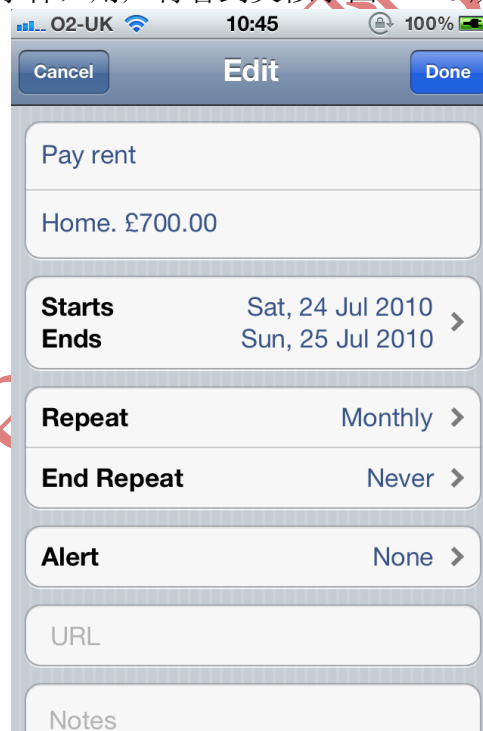 O2-UK 10:45 100%
Cancel Edit Done
Pay rent
Home. £700.00
Starts Sat, 24 Jul 2010
Ends Sun, 25 Jul 2010
Repeat Monthly
End Repeat Never
Alert None
URL
Notes